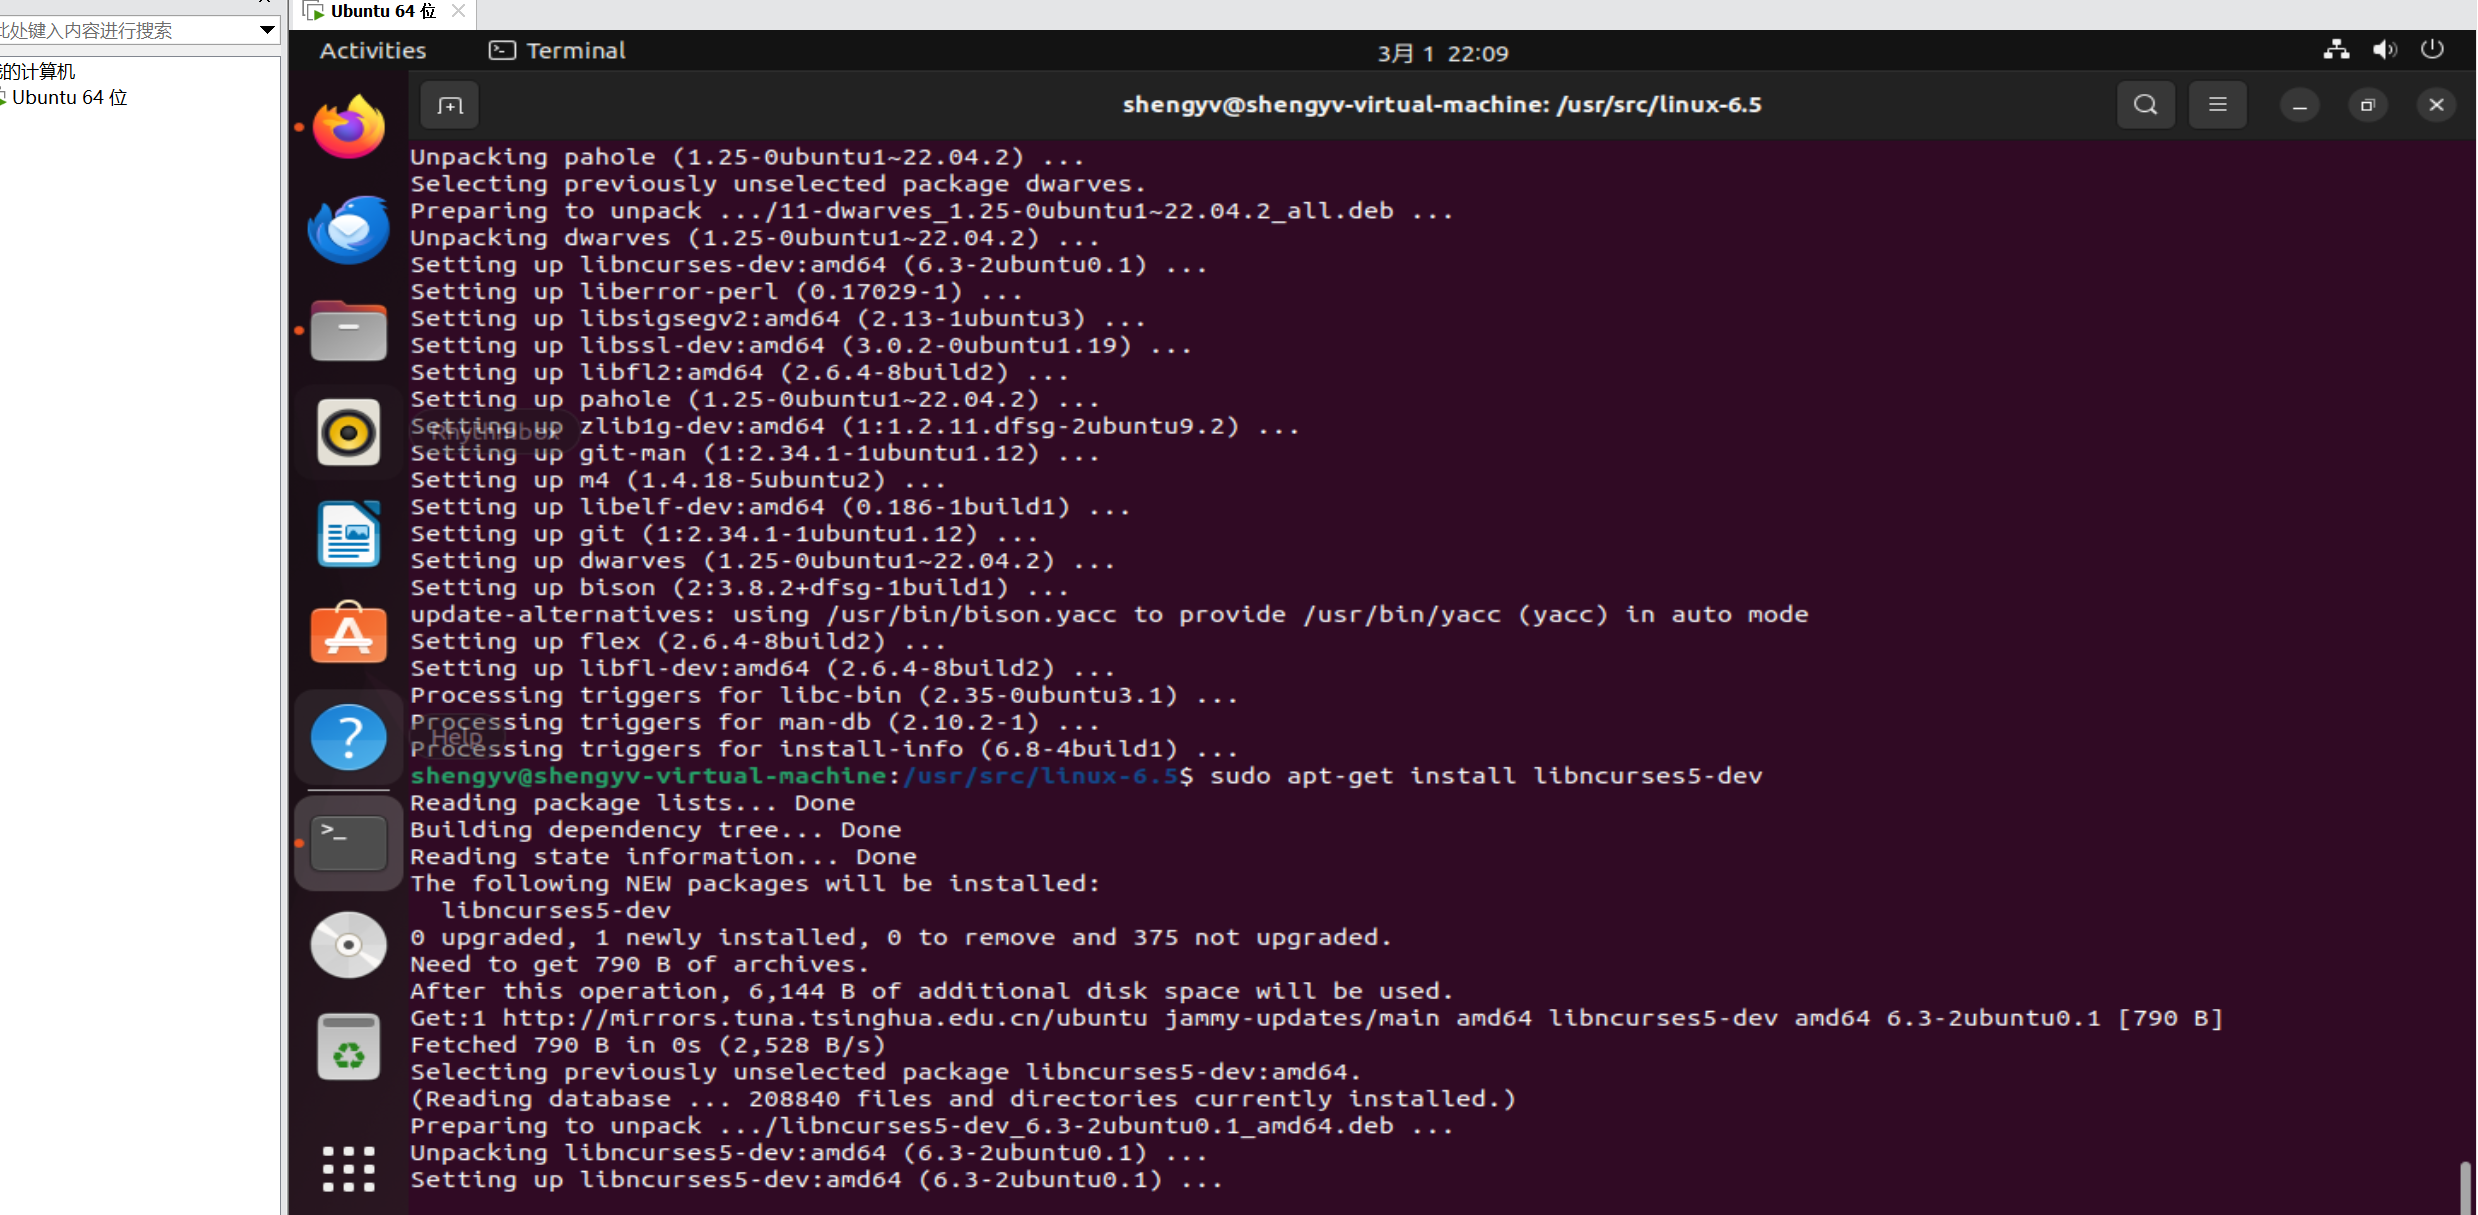 Ubuntu 64 位
此处键入内容进行搜索
我的计算机
Ubuntu 64 位
Activities
Terminal
3月 1 22:09
shengyv@shengyv-virtual-machine: /usr/src/linux-6.5
Unpacking pahole (1.25-0ubuntu1~22.04.2) ...
Selecting previously unselected package dwarves.
Preparing to unpack .../11-dwarves_1.25-0ubuntu1~22.04.2_all.deb ...
Unpacking dwarves (1.25-0ubuntu1~22.04.2) ...
Setting up libncurses-dev:amd64 (6.3-2ubuntu0.1) ...
Setting up liberror-perl (0.17029-1) ...
Setting up libsigsegv2:amd64 (2.13-1ubuntu3) ...
Setting up libssl-dev:amd64 (3.0.2-0ubuntu1.19) ...
Setting up libfl2:amd64 (2.6.4-8build2) ...
Setting up pahole (1.25-0ubuntu1~22.04.2) ...
Setting up zlib1g-dev:amd64 (1:1.2.11.dfsg-2ubuntu9.2) ...
Rhythmbox
Setting up git-man (1:2.34.1-1ubuntu1.12) ...
Setting up m4 (1.4.18-5ubuntu2) ...
Setting up libelf-dev:amd64 (0.186-1build1) ...
Setting up git (1:2.34.1-1ubuntu1.12) ...
Setting up dwarves (1.25-0ubuntu1~22.04.2) ...
Setting up bison (2:3.8.2+dfsg-1build1) ...
update-alternatives: using /usr/bin/bison.yacc to provide /usr/bin/yacc (yacc) in auto mode
Setting up flex (2.6.4-8build2) ...
Setting up libfl-dev:amd64 (2.6.4-8build2) ...
Processing triggers for libc-bin (2.35-0ubuntu3.1) ...
Processing triggers for man-db (2.10.2-1) ...
Help
Processing triggers for install-info (6.8-4build1) ...
shengyv@shengyv-virtual-machine:/usr/src/linux-6.5$ sudo apt-get install libncurses5-dev
Reading package lists... Done
Building dependency tree... Done
Reading state information... Done
The following NEW packages will be installed:
libncurses5-dev
0 upgraded, 1 newly installed, 0 to remove and 375 not upgraded.
Need to get 790 B of archives.
After this operation, 6,144 B of additional disk space will be used.
Get:1 http://mirrors.tuna.tsinghua.edu.cn/ubuntu jammy-updates/main amd64 libncurses5-dev amd64 6.3-2ubuntu0.1 [790 B]
Fetched 790 B in 0s (2,528 B/s)
Selecting previously unselected package libncurses5-dev:amd64.
(Reading database ... 208840 files and directories currently installed.)
Preparing to unpack .../libncurses5-dev_6.3-2ubuntu0.1_amd64.deb ...
Unpacking libncurses5-dev:amd64 (6.3-2ubuntu0.1) ...
Setting up libncurses5-dev:amd64 (6.3-2ubuntu0.1) ...